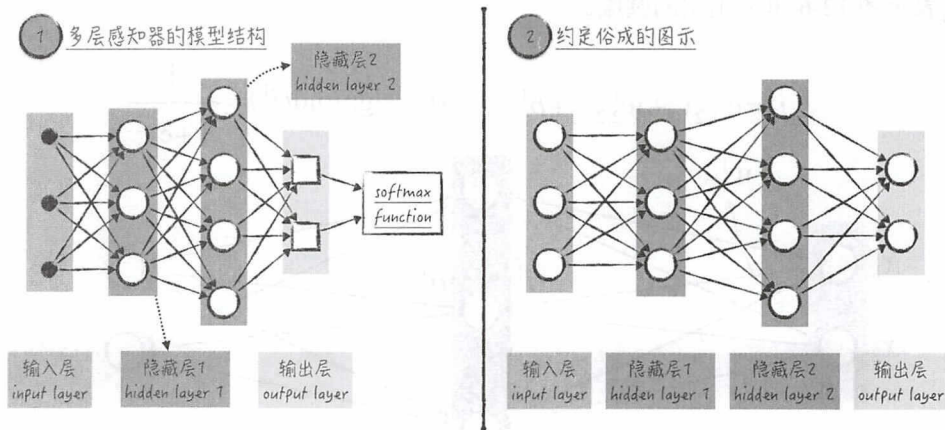 1 多层感知器的模型结构
隐藏层2
hidden layer 2
softmax
function
输入层
input layer
隐藏层1
hidden layer 1
输出层
output layer
2 约定俗成的图示
输入层
input layer
隐藏层1
hidden layer 1
隐藏层2
hidden layer 2
输出层
output layer